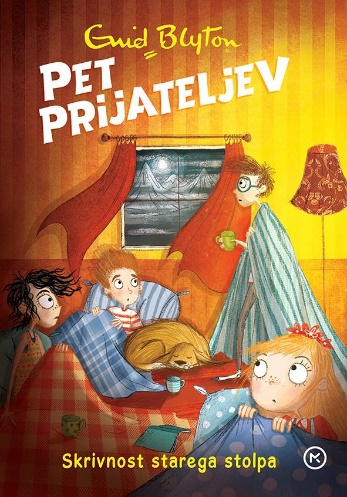 Enid Blyton
PET
PRIJATELJEV
Skrivnost starega stolpa
M